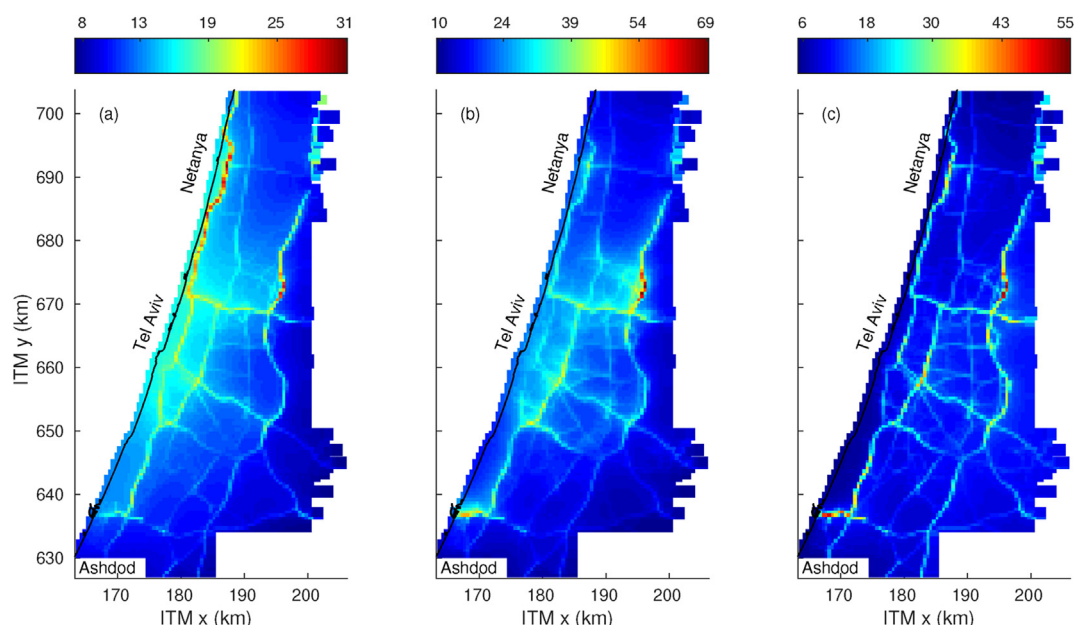 8 13 19 25 31
10 24 39 54 69
6 18 30 43 55
(a)
(b)
(c)
700
690
680
670
660
650
640
630
ITM y (km)
Netanya
Tel Aviv
Ashdod
Netanya
Tel Aviv
Ashdod
Netanya
Tel Aviv
Ashdod
170 180 190 200
170 180 190 200
170 180 190 200
ITM x (km)
ITM x (km)
ITM x (km)